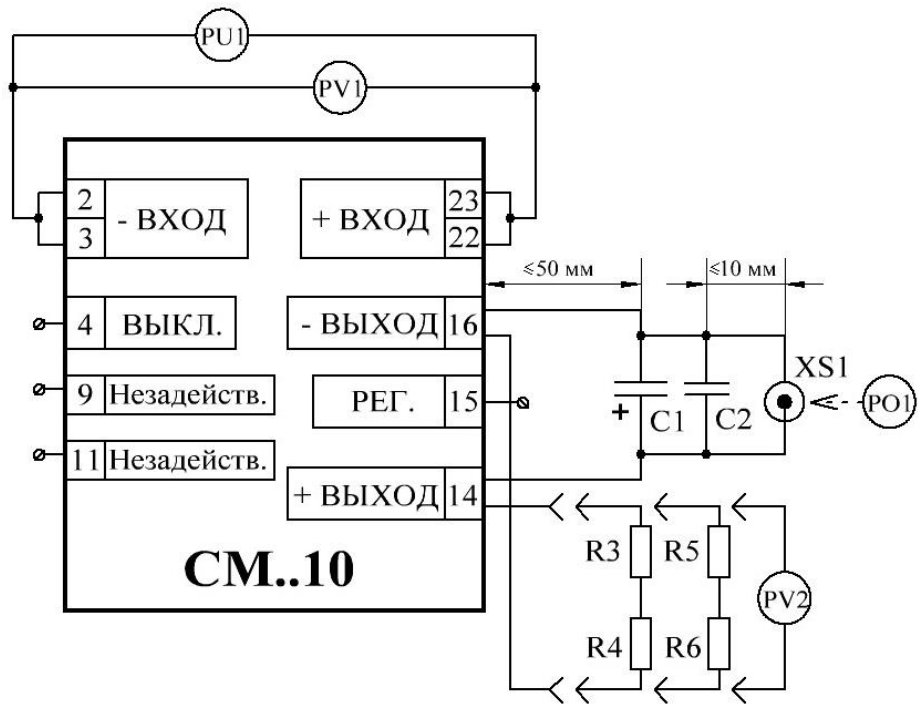 PU1
PV1
2
- ВХОД
3
+ ВХОД
23
22
≤50 мм
≤10 мм
4
ВЫКЛ.
- ВЫХОД
16
9
Незадейств.
РЕГ.
15
+
C1
C2
XS1
PO1
11
Незадейств.
+ ВЫХОД
14
СМ..10
R3
R5
PV2
R4
R6